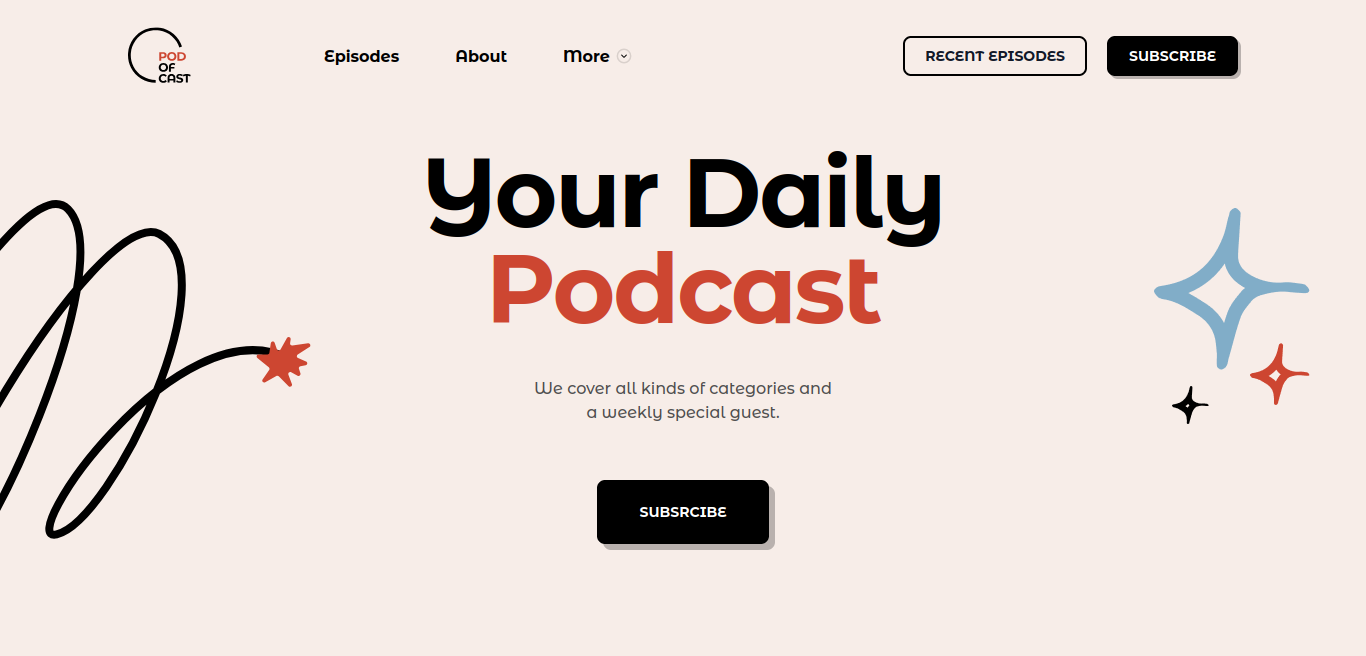 POD
OF
CAST
Episodes
About
More
RECENT EPISODES
SUBSCRIBE
Your Daily
Podcast
We cover all kinds of categories and
a weekly special guest.
SUBSRCIBE